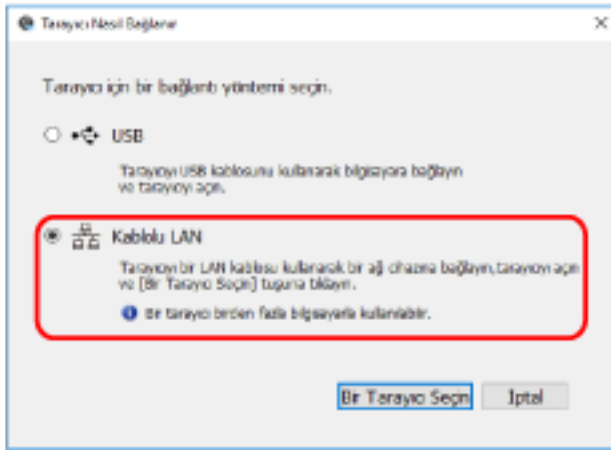 Tarayıcı Nasıl Bağlanır
Tarayıcı için bir bağlantı yöntemi seçin.
USB
Tarayıcıyı USB kablosunu kullanarak bilgisayara bağlayın
ve tarayıcıyı açın.
Kablolu LAN
Tarayıcıyı bir LAN kablosu kullanarak bir ağ cihazına bağlayın,tarayıcıyı açın
ve [Bir Tarayıcı Seçin] tuşuna tıklayın.
Bir tarayıcı birden fazla bilgisayarla kullanılabilir.
Bir Tarayıcı Seçin
İptal